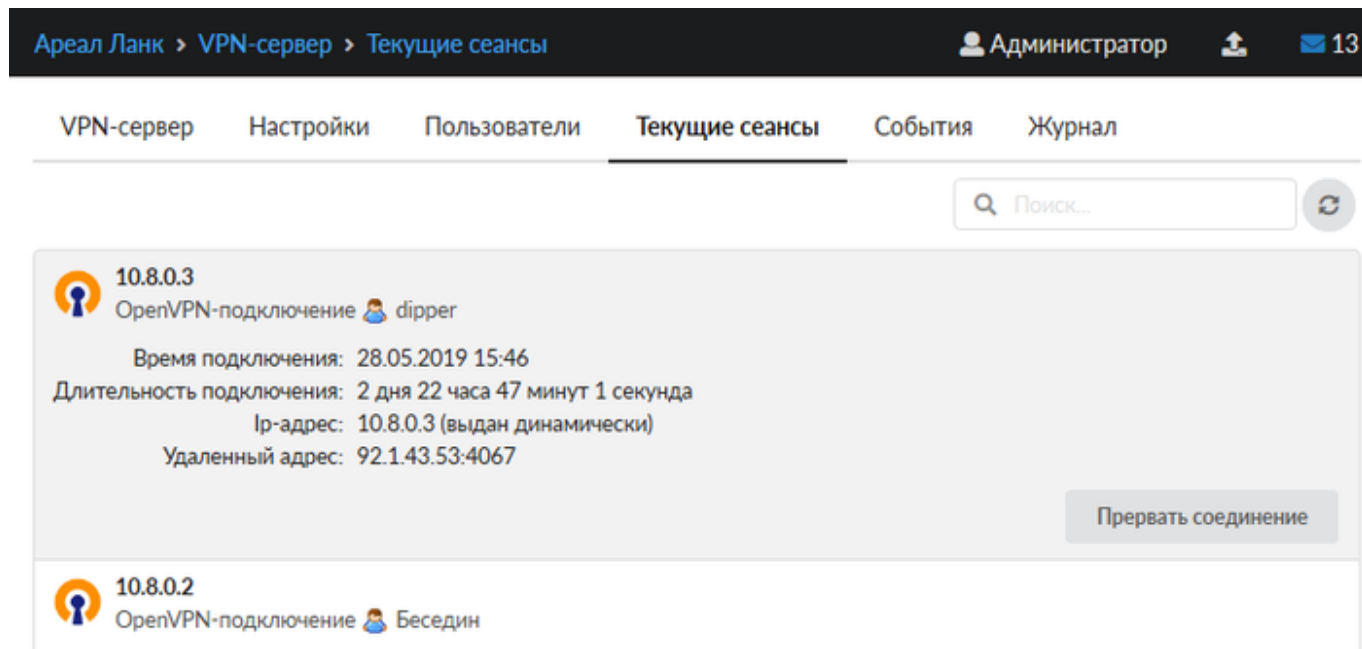 Ареал Ланк > VPN-сервер > Текущие сеансы Администратор 13
VPN-сервер Настройки Пользователи Текущие сеансы События Журнал
Поиск...
10.8.0.3
OpenVPN-подключение dipper
Время подключения: 28.05.2019 15:46
Длительность подключения: 2 дня 22 часа 47 минут 1 секунда
Ip-адрес: 10.8.0.3 (выдан динамически)
Удаленный адрес: 92.1.43.53:4067
Прервать соединение
10.8.0.2
OpenVPN-подключение Беседин